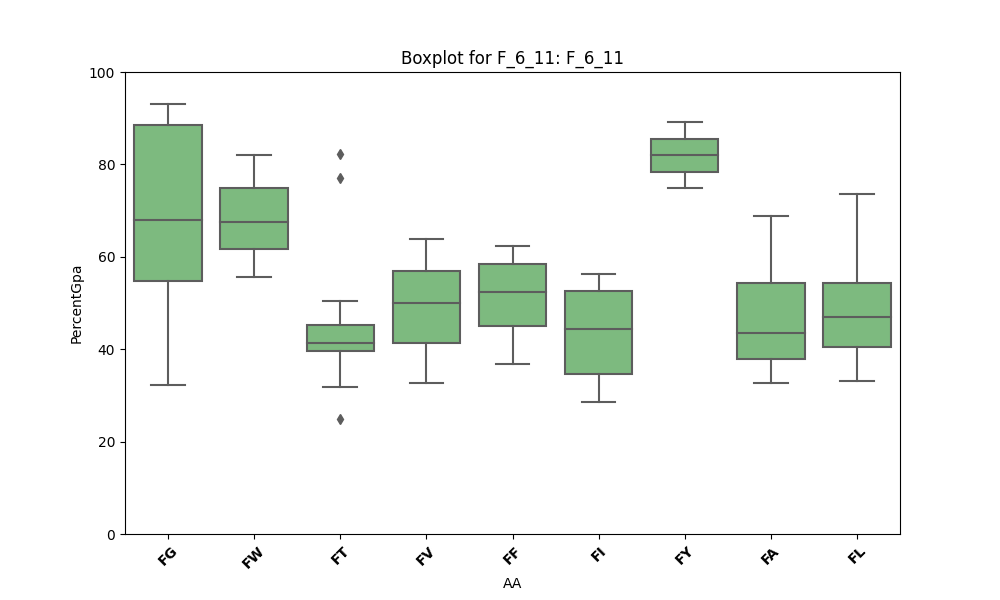 Boxplot for F_6_11: F_6_11
100
80
60
40
20
0
PercentGpa
FG
FW
FT
FV
FF
FI
FY
FA
FL
AA